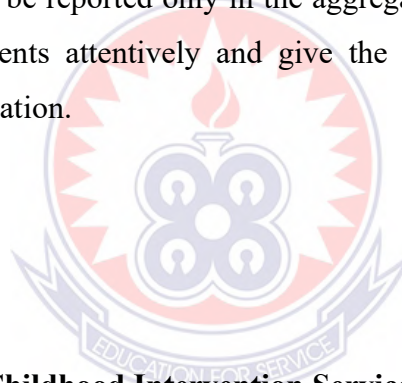 be reported only in the aggrega
ents attentively and give the
ation.
EDUCATION FOR SERVICE
Childhood Intervention Servic